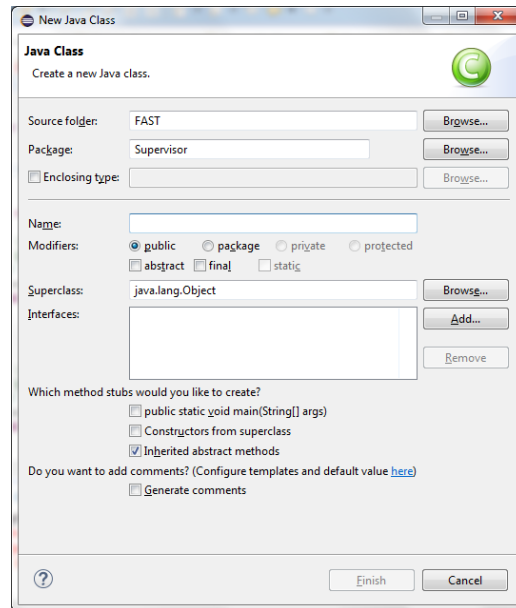 New Java Class
Java Class
Create a new Java class.
C
Source folder: FAST Browse...
Package: Supervisor Browse...
Enclosing type: Browse...
Name:
Modifiers: public package private protected
abstract final static
Superclass: java.lang.Object Browse...
Interfaces: Add...
Remove
Which method stubs would you like to create?
public static void main(String[] args)
Constructors from superclass
Inherited abstract methods
Do you want to add comments? (Configure templates and default value here)
Generate comments
? Finish Cancel